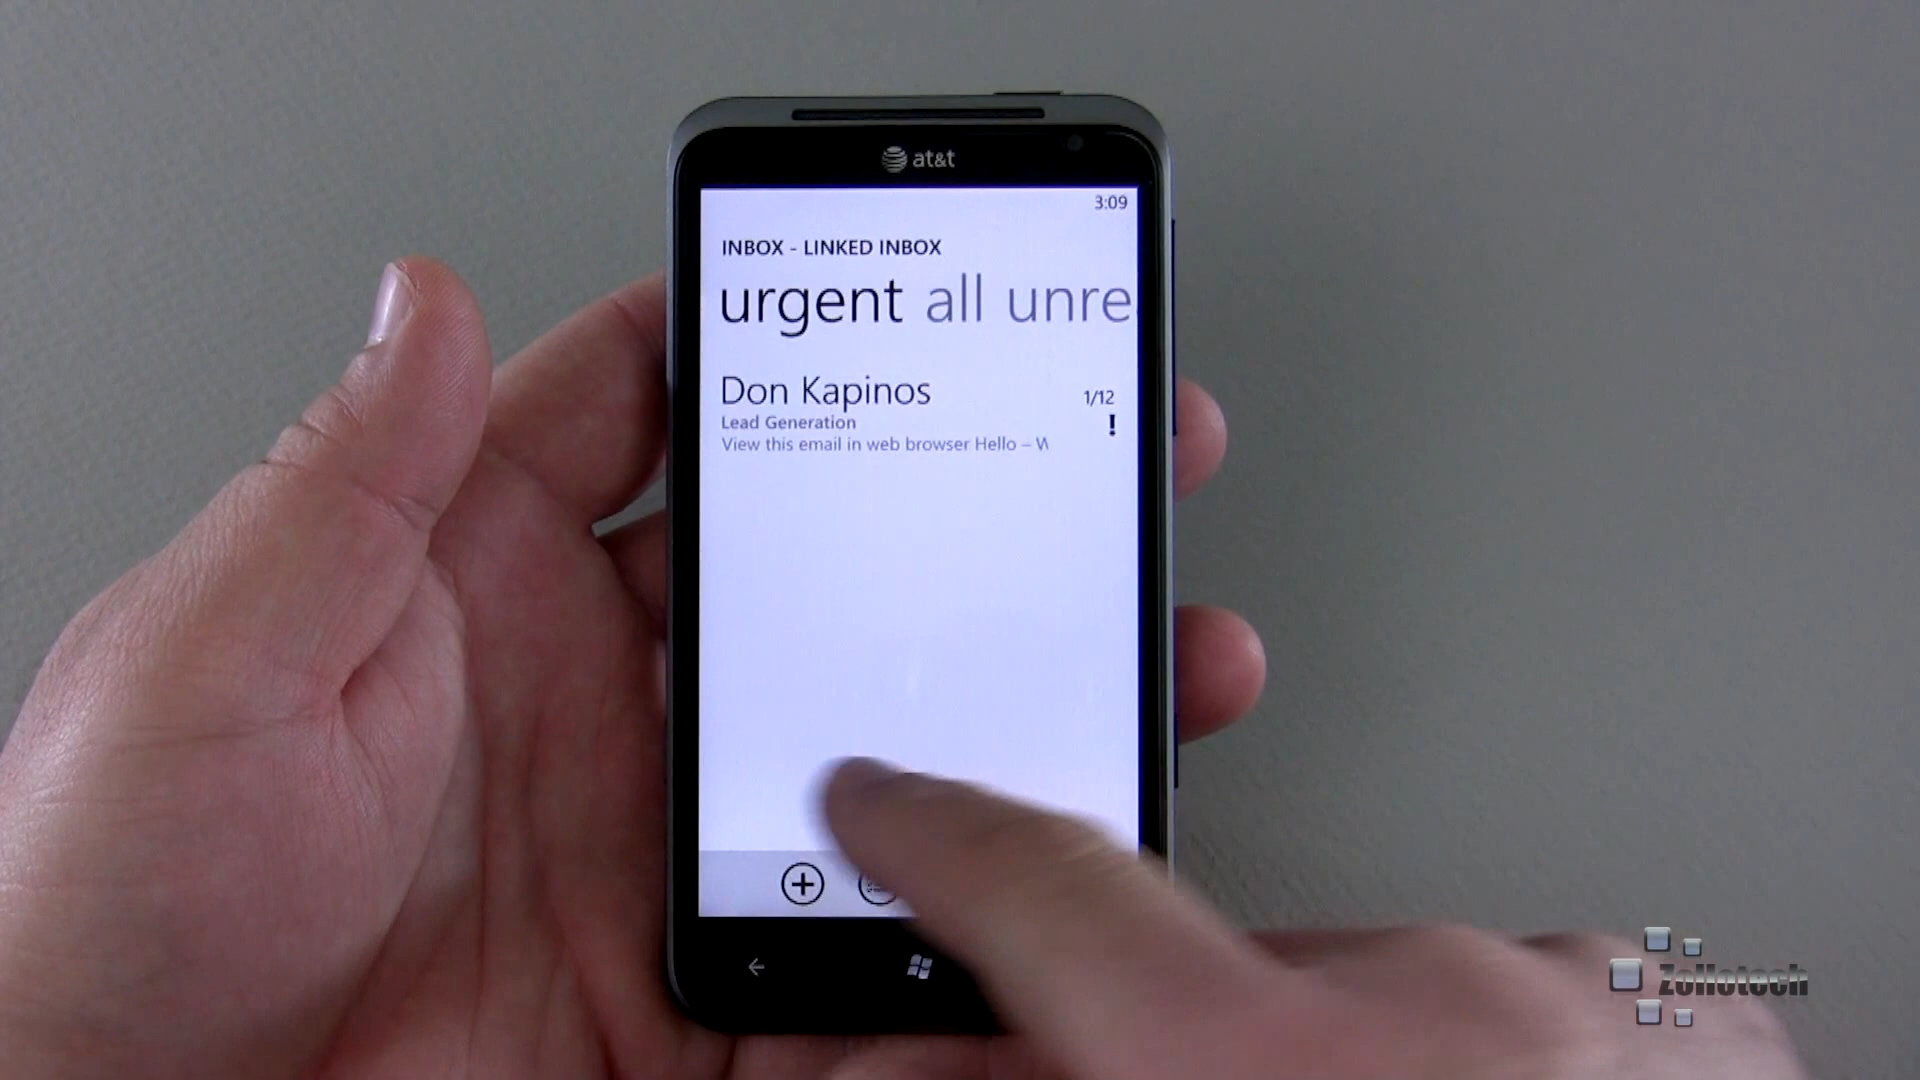 at&t
3:09
INBOX - LINKED INBOX
urgent all unre
Don Kapinos 1/12
Lead Generation !
View this email in web browser Hello – W
Zollotech